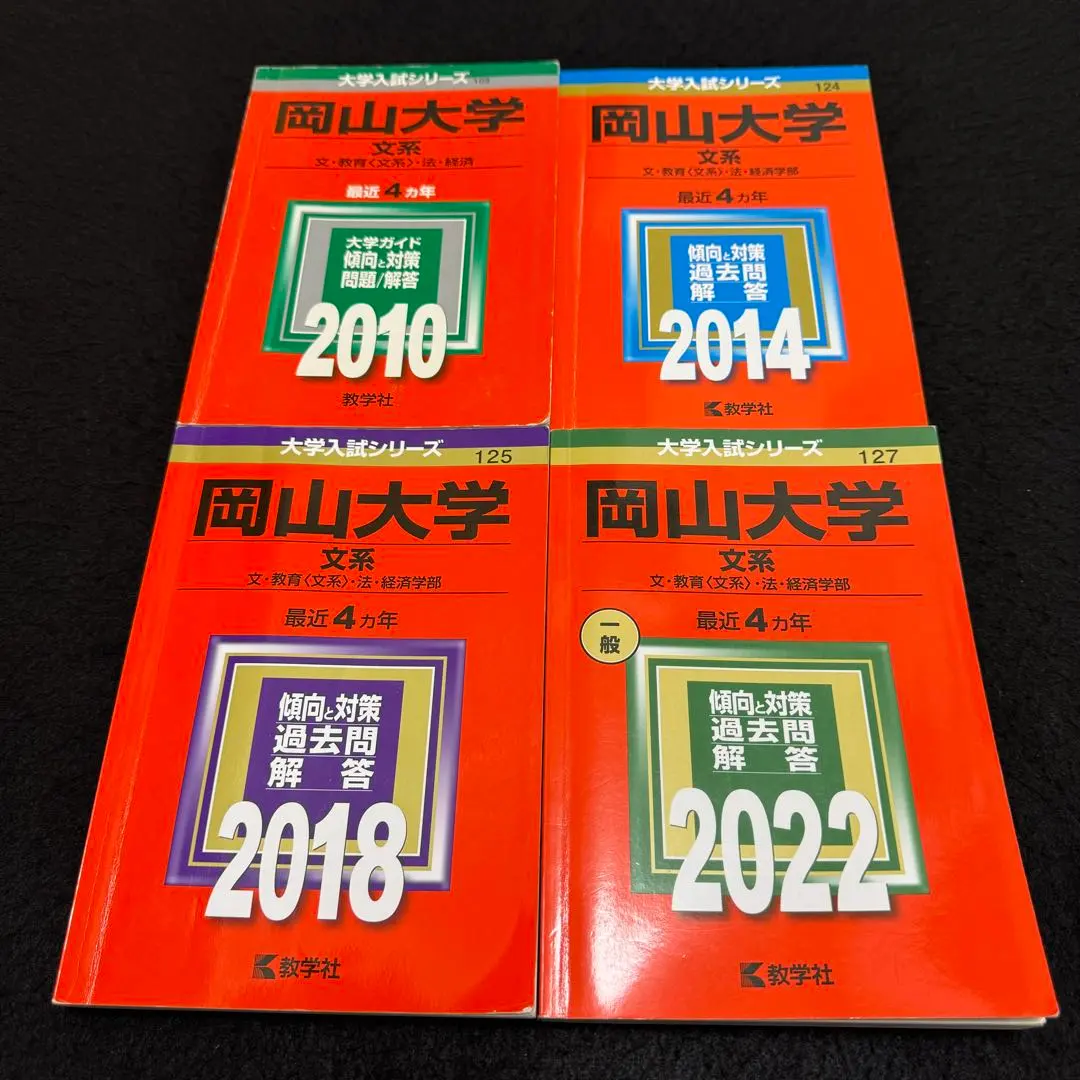 大学入試シリーズ
岡山大学
文系
文・教育〈文系〉・法・経済
最近4カ年
大学ガイド
傾向と対策
問題/解答
2010
教学社
大学入試シリーズ
124
岡山大学
文系
文・教育〈文系〉・法・経済学部
最近4カ年
傾向と対策
過去問
解答
2014
教学社
大学入試シリーズ
125
岡山大学
文系
文・教育〈文系〉・法・経済学部
最近4カ年
傾向と対策
過去問
解答
2018
教学社
大学入試シリーズ
127
岡山大学
文系
文・教育〈文系〉・法・経済学部
一般
最近4カ年
傾向と対策
過去問
解答
2022
教学社